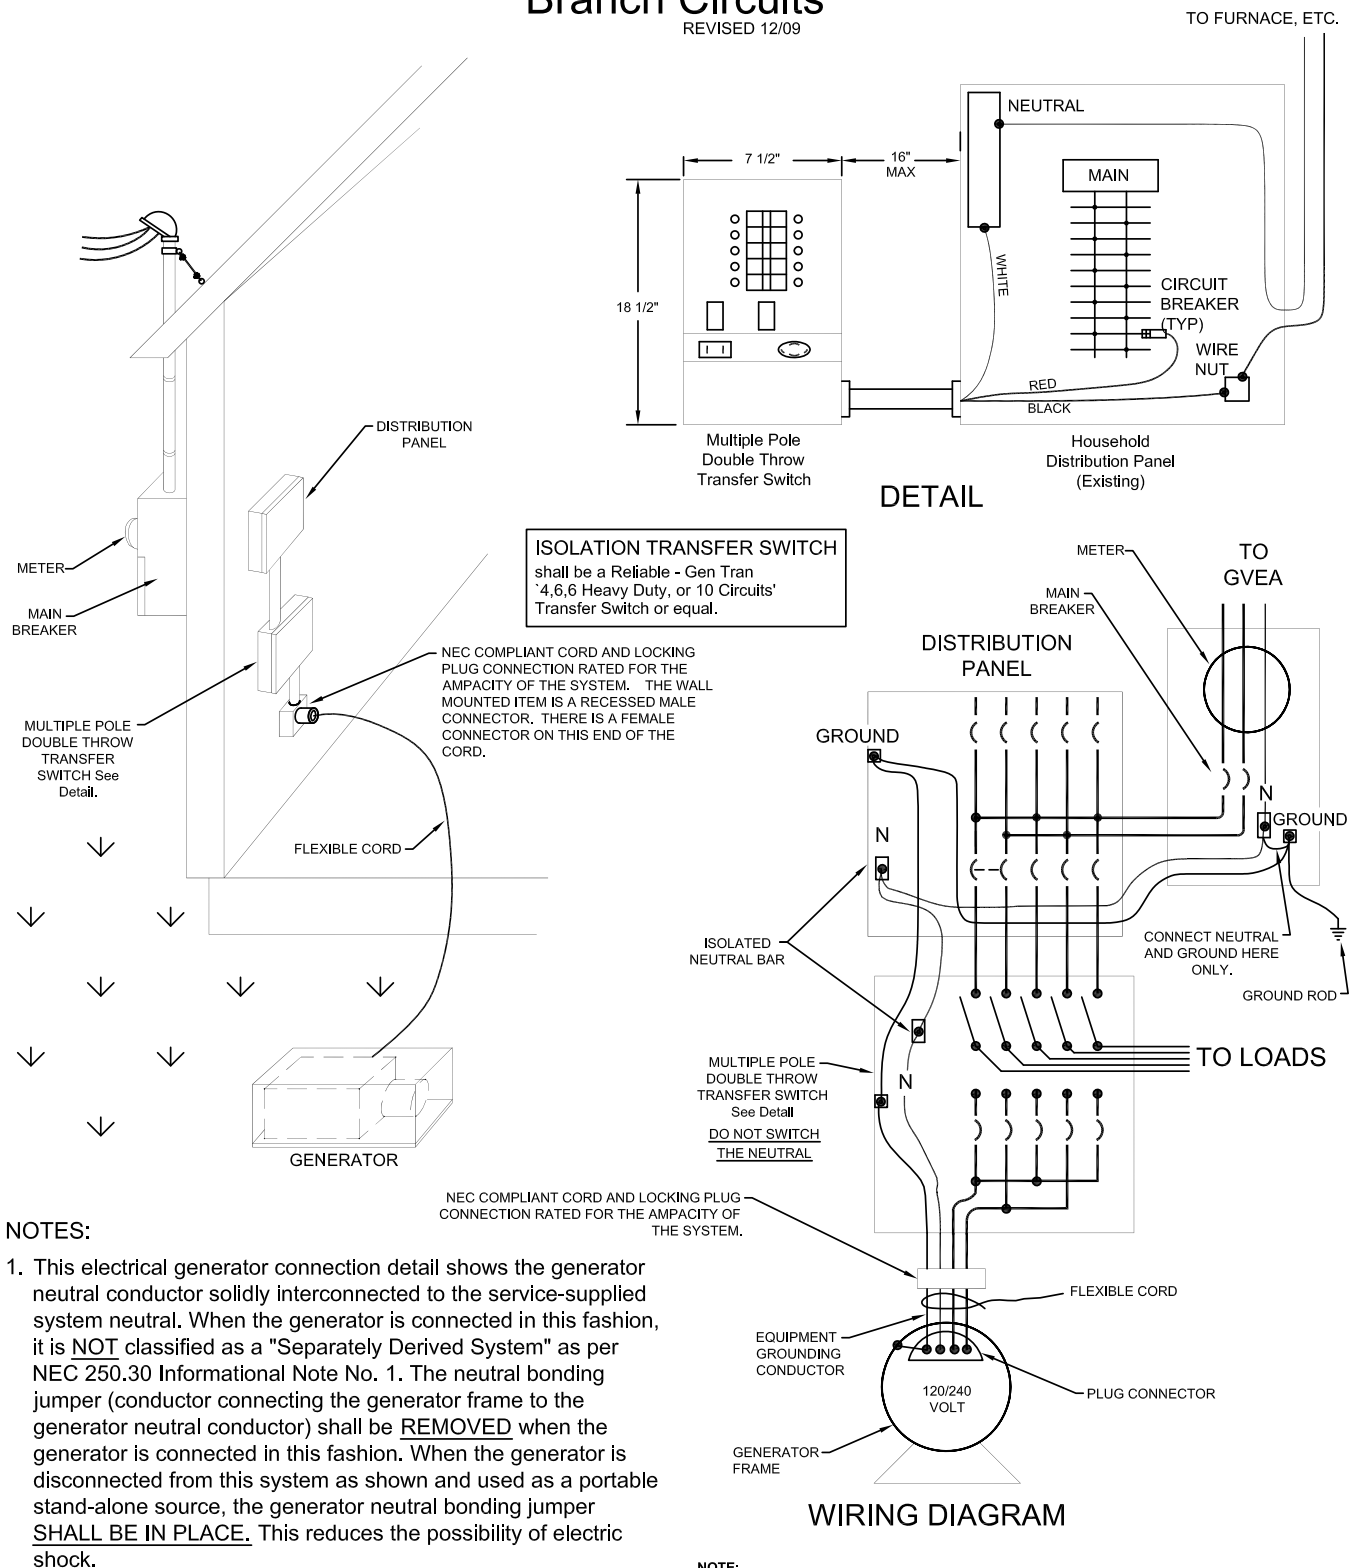 Branch Circuits
REVISED 12/09
TO FURNACE, ETC.
NEUTRAL
7 1/2"
16"
MAX
MAIN
WHITE
18 1/2"
CIRCUIT
BREAKER
(TYP)
WIRE
NUT
RED
BLACK
Multiple Pole
Double Throw
Transfer Switch
Household
Distribution Panel
(Existing)
DETAIL
DISTRIBUTION
PANEL
METER
MAIN
BREAKER
MULTIPLE POLE
DOUBLE THROW
TRANSFER
SWITCH See
Detail.
ISOLATION TRANSFER SWITCH
shall be a Reliable - Gen Tran
`4,6,6 Heavy Duty, or 10 Circuits'
Transfer Switch or equal.
NEC COMPLIANT CORD AND LOCKING
PLUG CONNECTION RATED FOR THE
AMPACITY OF THE SYSTEM. THE WALL
MOUNTED ITEM IS A RECESSED MALE
CONNECTOR. THERE IS A FEMALE
CONNECTOR ON THIS END OF THE
CORD.
FLEXIBLE CORD
GENERATOR
METER
TO
GVEA
MAIN
BREAKER
DISTRIBUTION
PANEL
GROUND
N
N
GROUND
ISOLATED
NEUTRAL BAR
CONNECT NEUTRAL
AND GROUND HERE
ONLY.
GROUND ROD
TO LOADS
MULTIPLE POLE
DOUBLE THROW
TRANSFER SWITCH
See Detail
DO NOT SWITCH
THE NEUTRAL
N
NEC COMPLIANT CORD AND LOCKING PLUG
CONNECTION RATED FOR THE AMPACITY OF
THE SYSTEM.
FLEXIBLE CORD
EQUIPMENT
GROUNDING
CONDUCTOR
120/240
VOLT
PLUG CONNECTOR
GENERATOR
FRAME
WIRING DIAGRAM
NOTES:
1. This electrical generator connection detail shows the generator
neutral conductor solidly interconnected to the service-supplied
system neutral. When the generator is connected in this fashion,
it is NOT classified as a "Separately Derived System" as per
NEC 250.30 Informational Note No. 1. The neutral bonding
jumper (conductor connecting the generator frame to the
generator neutral conductor) shall be REMOVED when the
generator is connected in this fashion. When the generator is
disconnected from this system as shown and used as a portable
stand-alone source, the generator neutral bonding jumper
SHALL BE IN PLACE. This reduces the possibility of electric
shock.
NOTE: